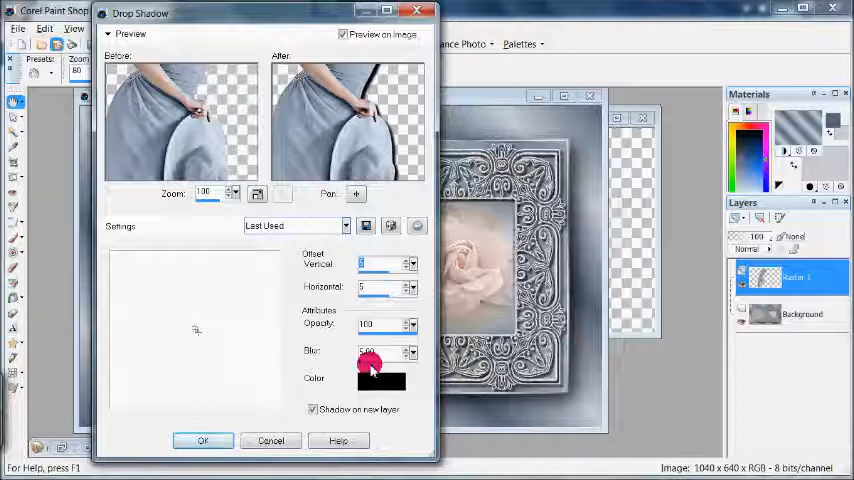 Corel Paint Shop
Drop Shadow
File Edit View
Presets:
Zoom
80
Preview
Preview on Image
Before:
After:
Zoom: 100
Pan:
Settings
Last Used
Offset
Vertical: 5
Horizontal: 5
Attributes
Opacity: 100
Blur: 5.00
Color
Shadow on new layer
OK
Cancel
Help
ance Photo
Palettes
Materials
Layers
100
None
Normal
Raster 1
Background
For Help, press F1
Image: 1040 x 640 x RGB - 8 bits/channel